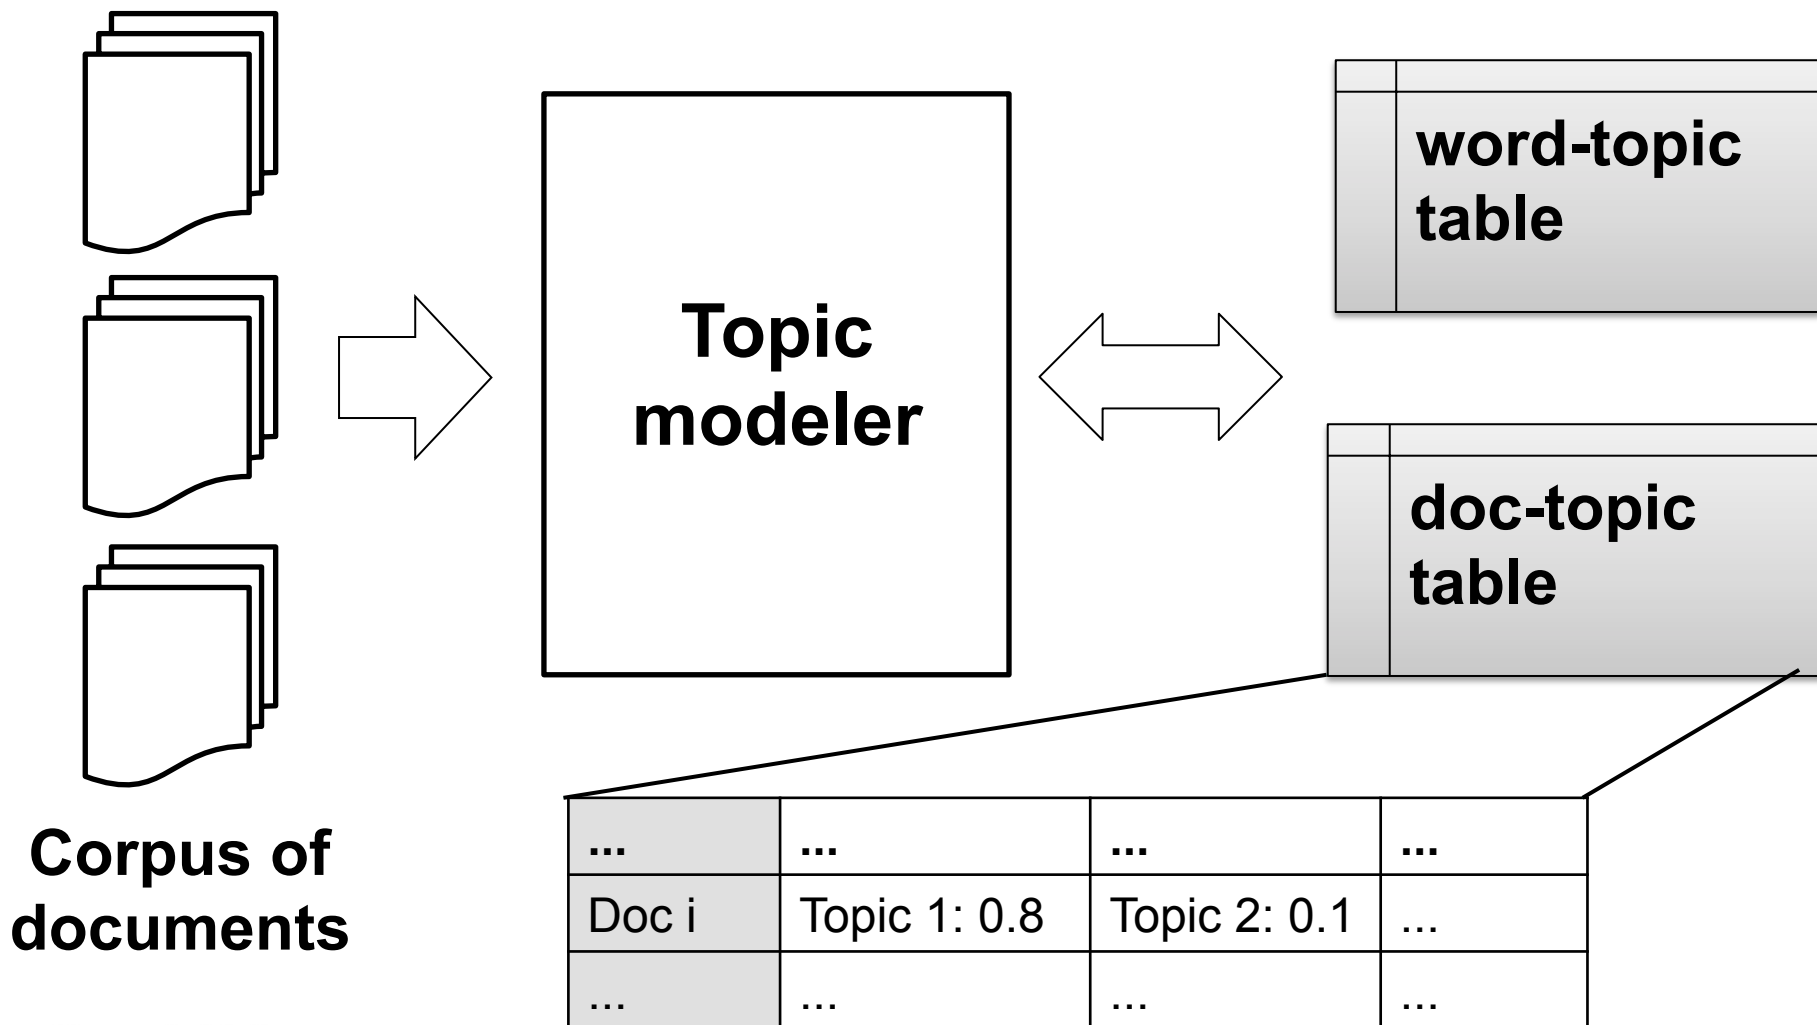 Topic
modeler
word-topic
table
doc-topic
table
Corpus of
documents
... ... ... ...
Doc i Topic 1: 0.8 Topic 2: 0.1 ...
... ... ... ...